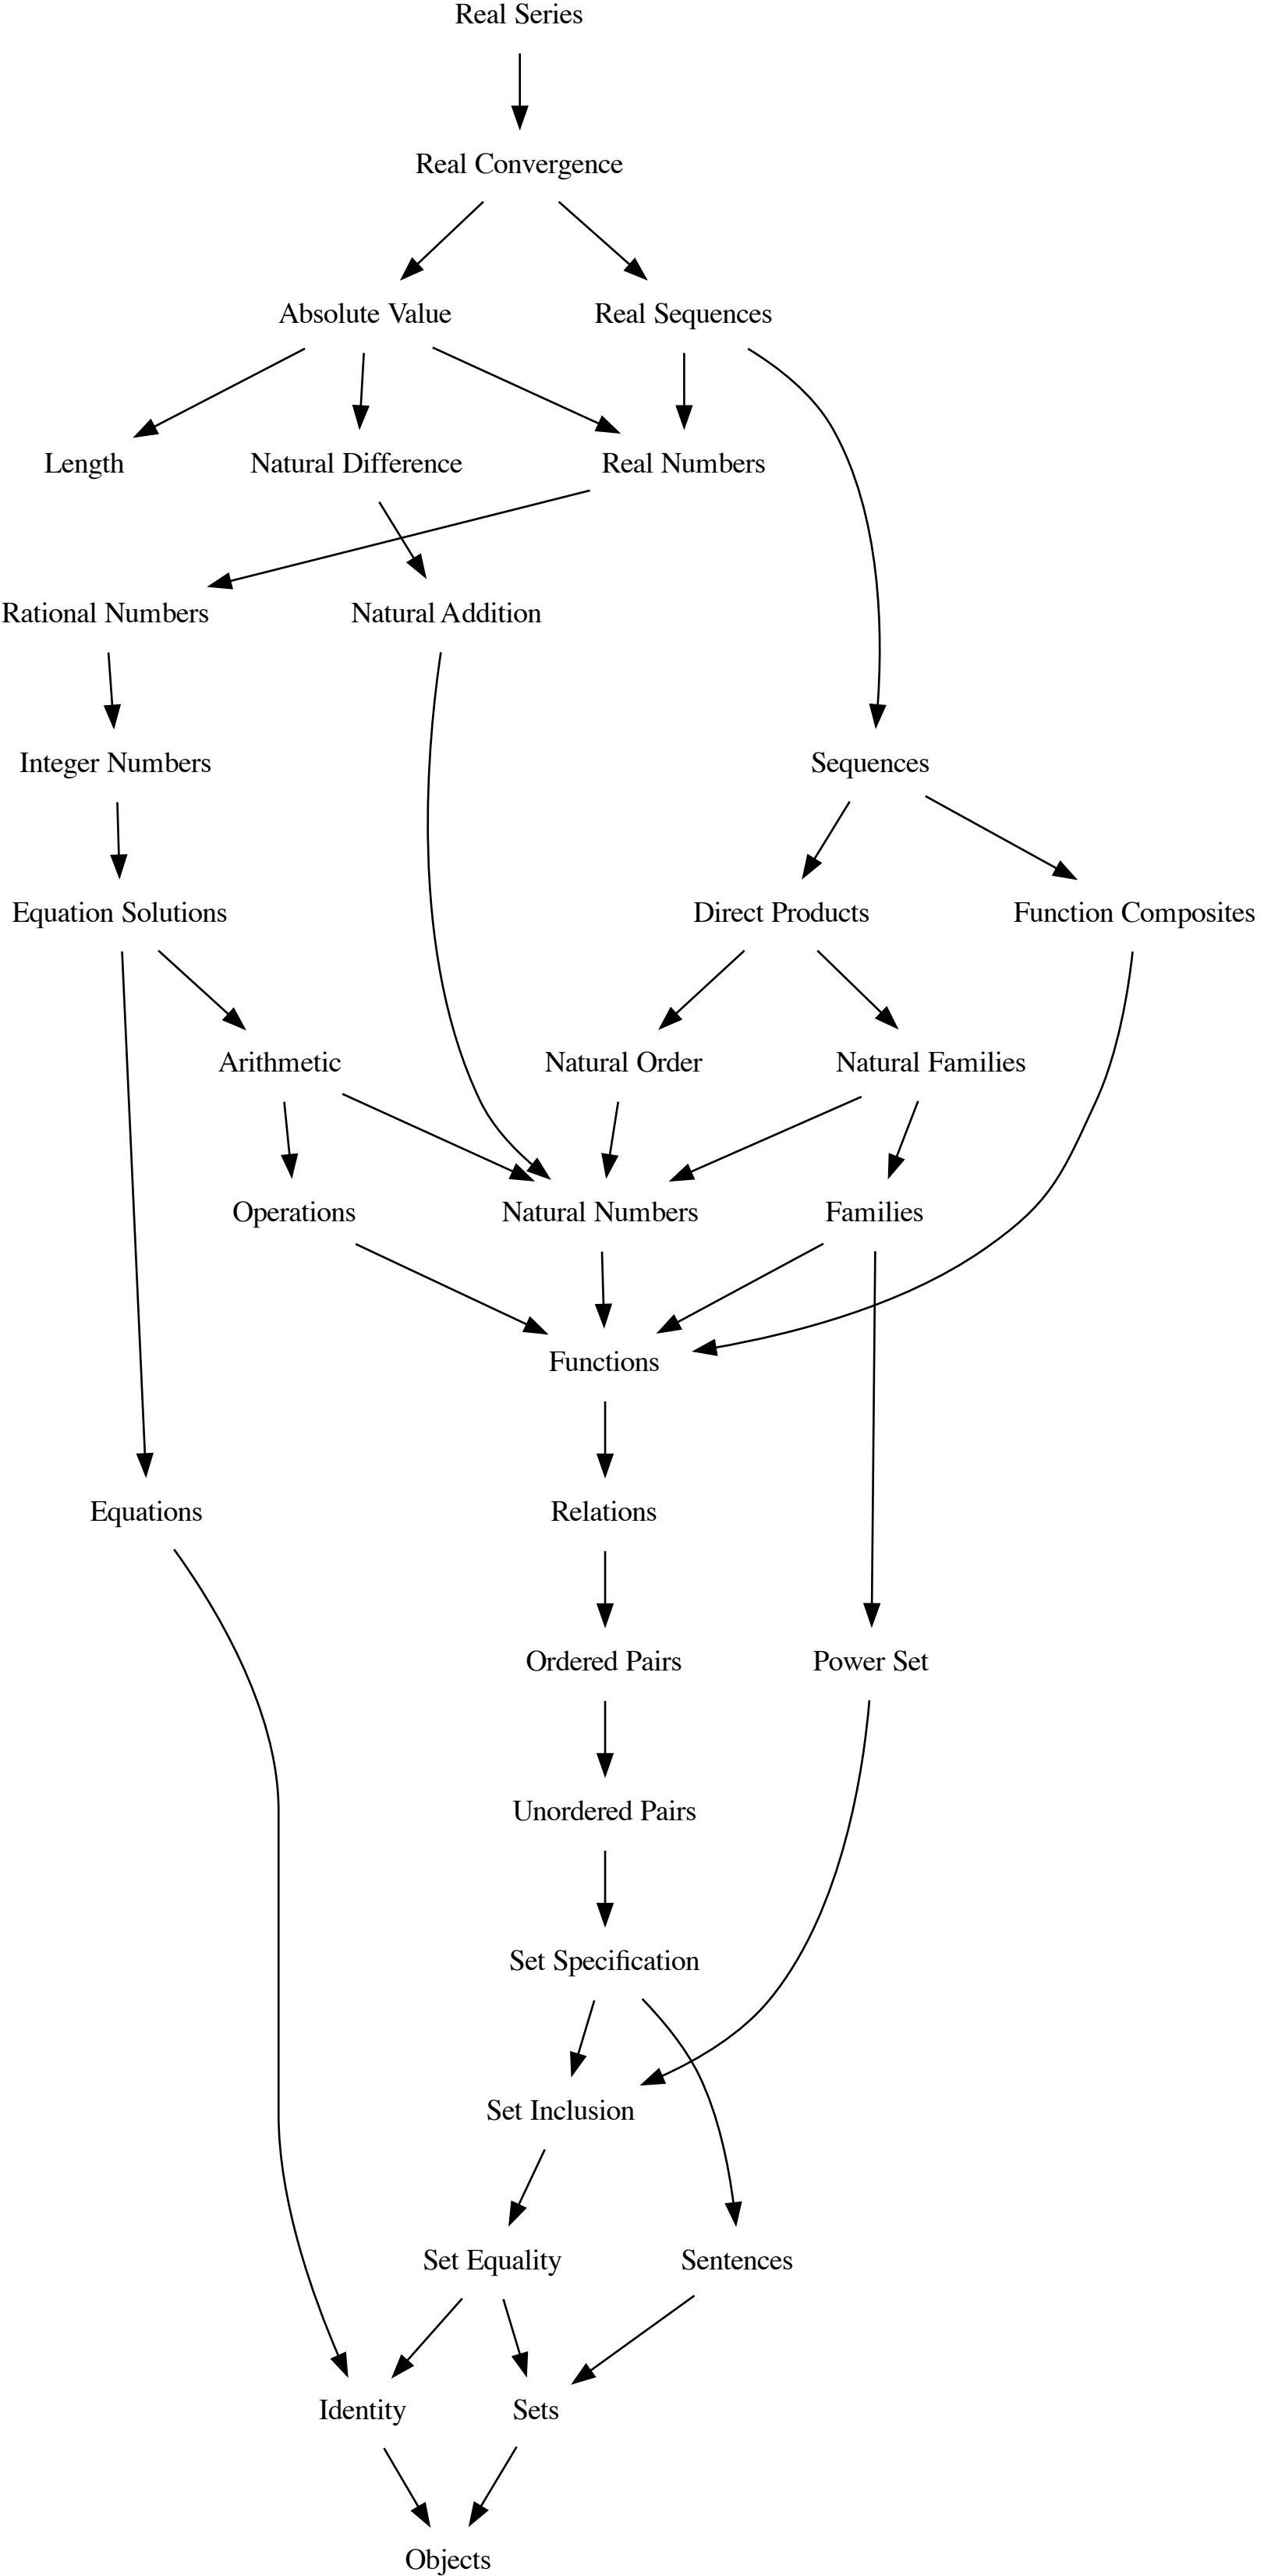 Real Series
Real Convergence
Absolute Value
Real Sequences
Length
Natural Difference
Real Numbers
Rational Numbers
Natural Addition
Integer Numbers
Sequences
Equation Solutions
Direct Products
Function Composites
Arithmetic
Natural Order
Natural Families
Operations
Natural Numbers
Families
Functions
Equations
Relations
Ordered Pairs
Power Set
Unordered Pairs
Set Specification
Set Inclusion
Set Equality
Sentences
Identity
Sets
Objects